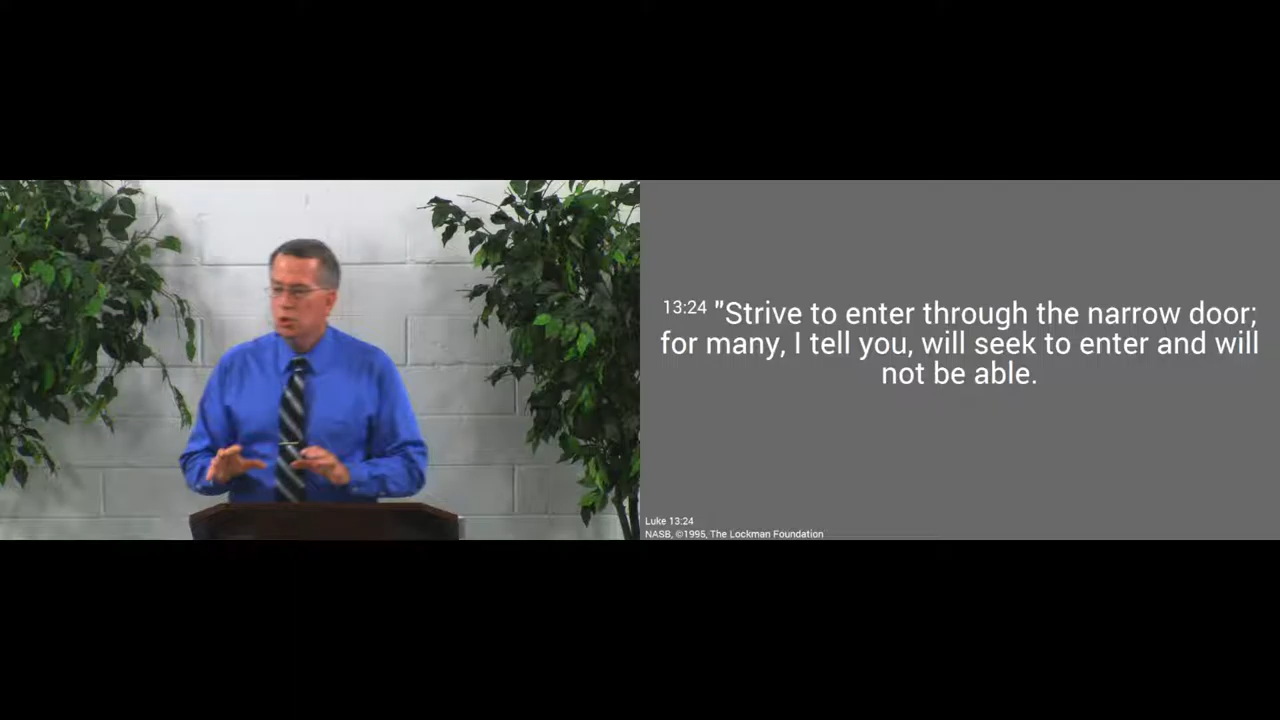 13:24 "Strive to enter through the narrow door;
for many, I tell you, will seek to enter and will
not be able.
Luke 13:24
NASB, ©1995, The Lockman Foundation